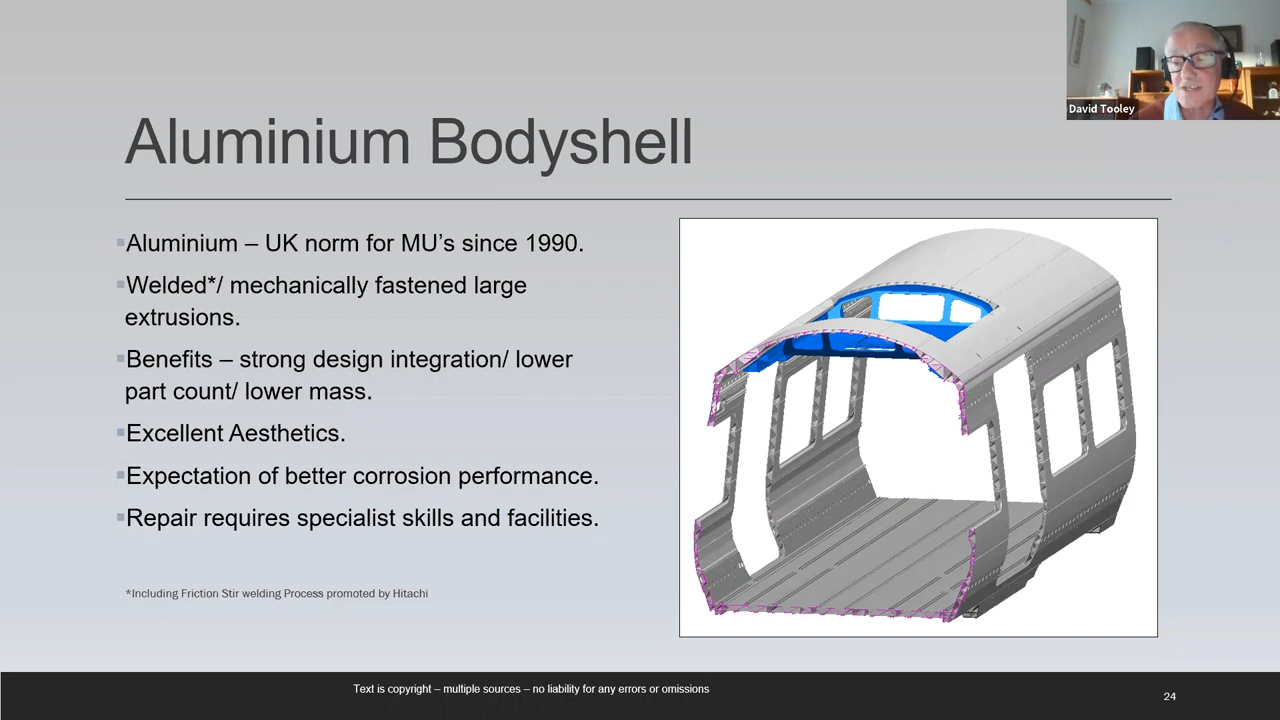 David Tooley
Aluminium Bodyshell
Aluminium – UK norm for MU’s since 1990.
Welded*/ mechanically fastened large
extrusions.
Benefits – strong design integration/ lower
part count/ lower mass.
Excellent Aesthetics.
Expectation of better corrosion performance.
Repair requires specialist skills and facilities.
*Including Friction Stir welding Process promoted by Hitachi
Text is copyright – multiple sources – no liability for any errors or omissions
24